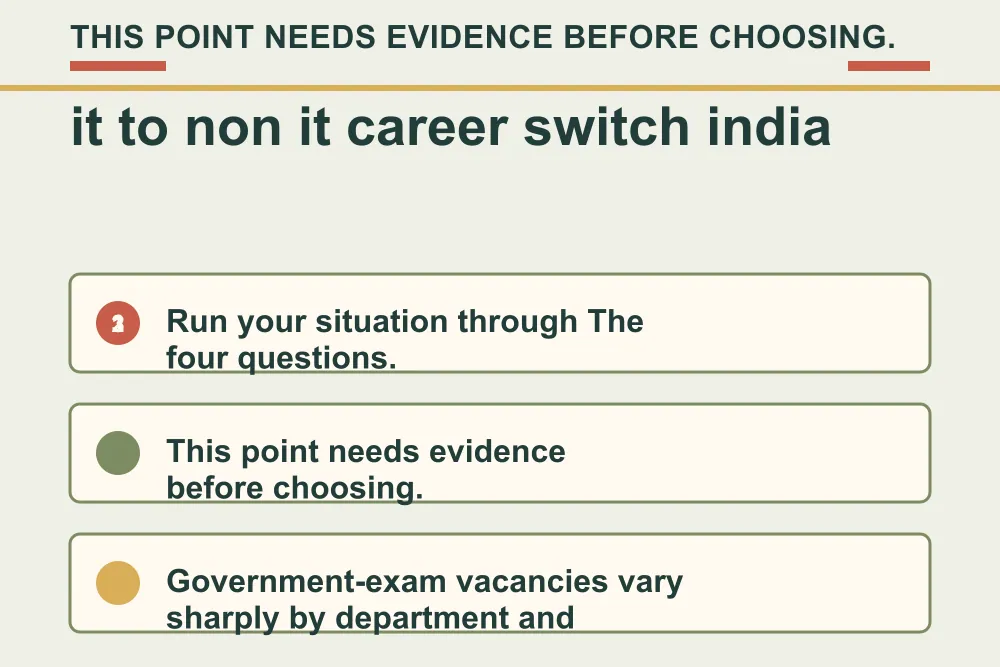 THIS POINT NEEDS EVIDENCE BEFORE CHOOSING.
it to non it career switch india
Run your situation through The
four questions.
This point needs evidence
before choosing.
Government-exam vacancies vary
sharply by department and